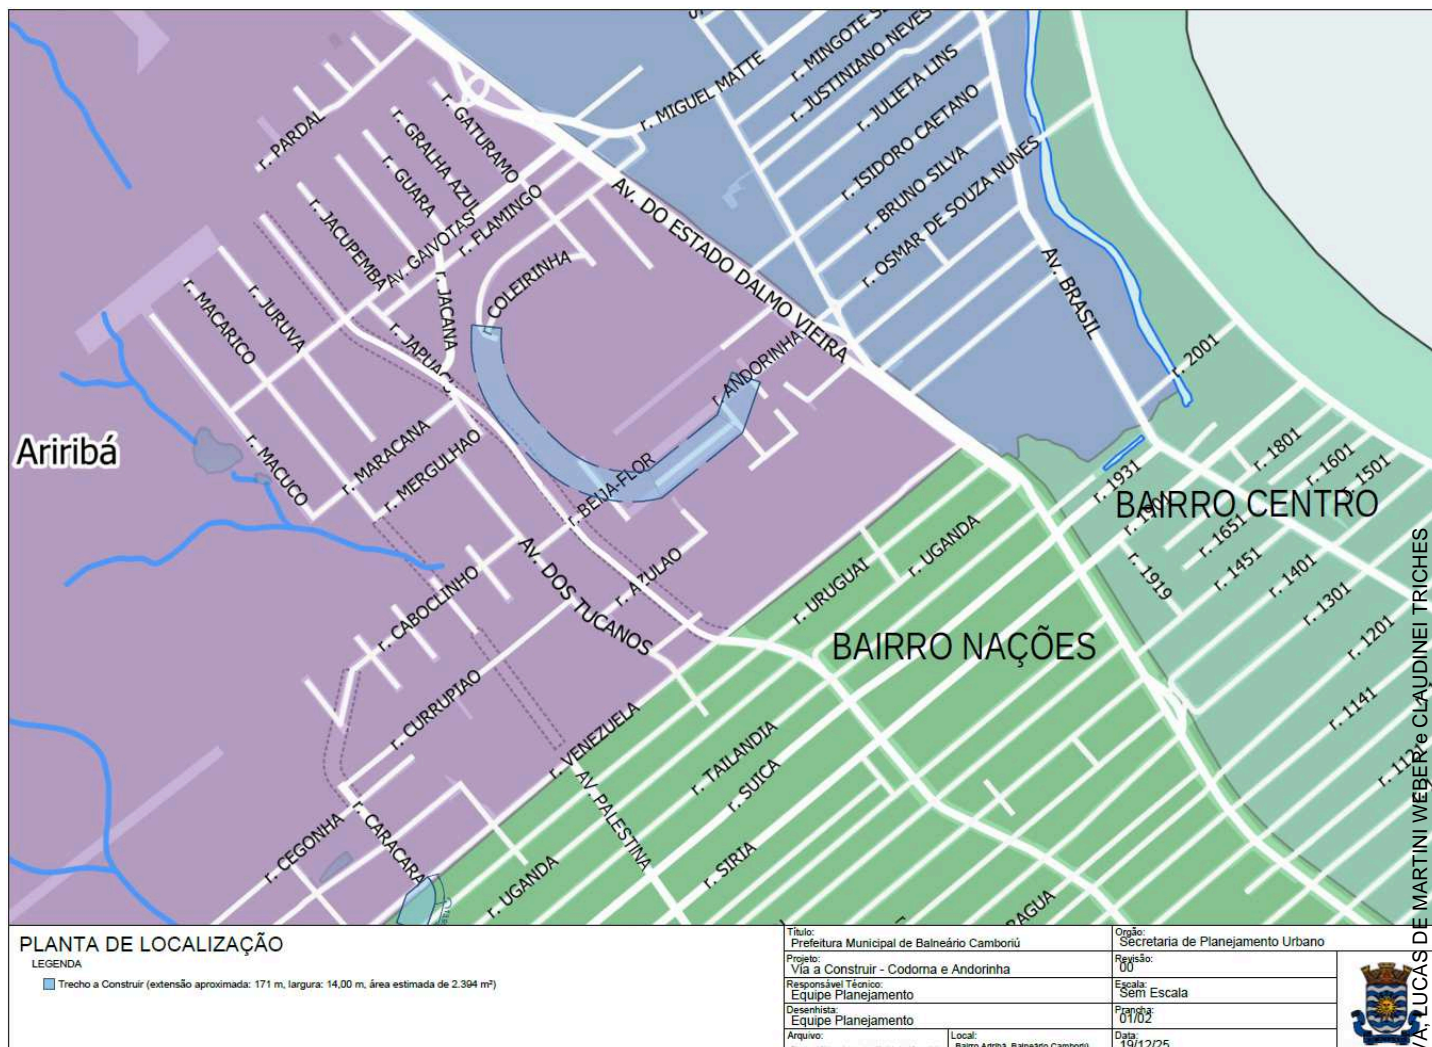 r. MINGOTE S
r. JUSTINIANO NEVES
r. MIGUEL MATTE
r. JULIETA LINS
r. ISIDORO CAETANO
r. BRUNO SILVA
r. OSMAR DE SOUZA NUNES
r. PARDAL
r. GATURAMO
r. GRALHA AZUL
r. GUARA
r. FLAMINGO
Av. GAIVOTAS
r. JACUPEMBA
Av. DO ESTADO DALMO VIEIRA
Av. BRASIL
r. COLEIRINHA
r. JACANA
r. JURUVA
r. MACARICO
r. ANDORINHA
r. 2001
r. MARACANA
r. MERGULHAO
r. MACUCO
Ariribá
r. BEIJA-FLOR
r. 1931
r. 1801
r. 1601
r. 1501
BAIRRO CENTRO
r. 1651
r. 1451
r. 1401
r. 1919
r. 1301
r. 1201
r. 1141
AV. DOS TUCANOS
r. AZULAO
r. CABOCLINHO
r. URUGUAI
r. UGANDA
BAIRRO NAÇÕES
r. CURRUPIAO
r. VENEZUELA
r. TAILANDIA
r. SUICA
AV. PALESTINA
r. SIRIA
r. CEGONHA
r. CARACARA
r. UGANDA
RAGUA
VA, LUCAS DE MARTINI WEBER e CLAUDINEI TRICHES
PLANTA DE LOCALIZAÇÃO
LEGENDA
Trecho a Construir (extensão aproximada: 171 m, largura: 14,00 m, área estimada de 2.394 m²)
Título:
Prefeitura Municipal de Balneário Camboriú
Orgão:
Secretaria de Planejamento Urbano
Projeto:
Via a Construir - Codorna e Andorinha
Revisão:
00
Responsável Técnico:
Equipe Planejamento
Escala:
Sem Escala
Desenhista:
Equipe Planejamento
Prancha:
01/02
Arquivo:
Local:
Bairro Ariribá, Balneário Camboriú
Data:
19/12/25